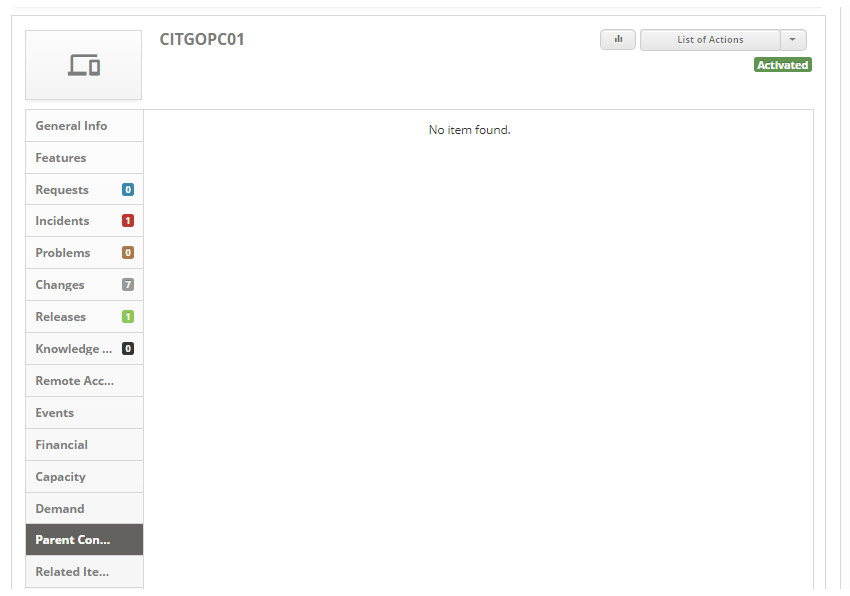 CITGOPC01
List of Actions
Activated
General Info
No item found.
Features
Requests 0
Incidents 1
Problems 0
Changes 7
Releases 1
Knowledge ... 0
Remote Acc...
Events
Financial
Capacity
Demand
Parent Con...
Related Ite...